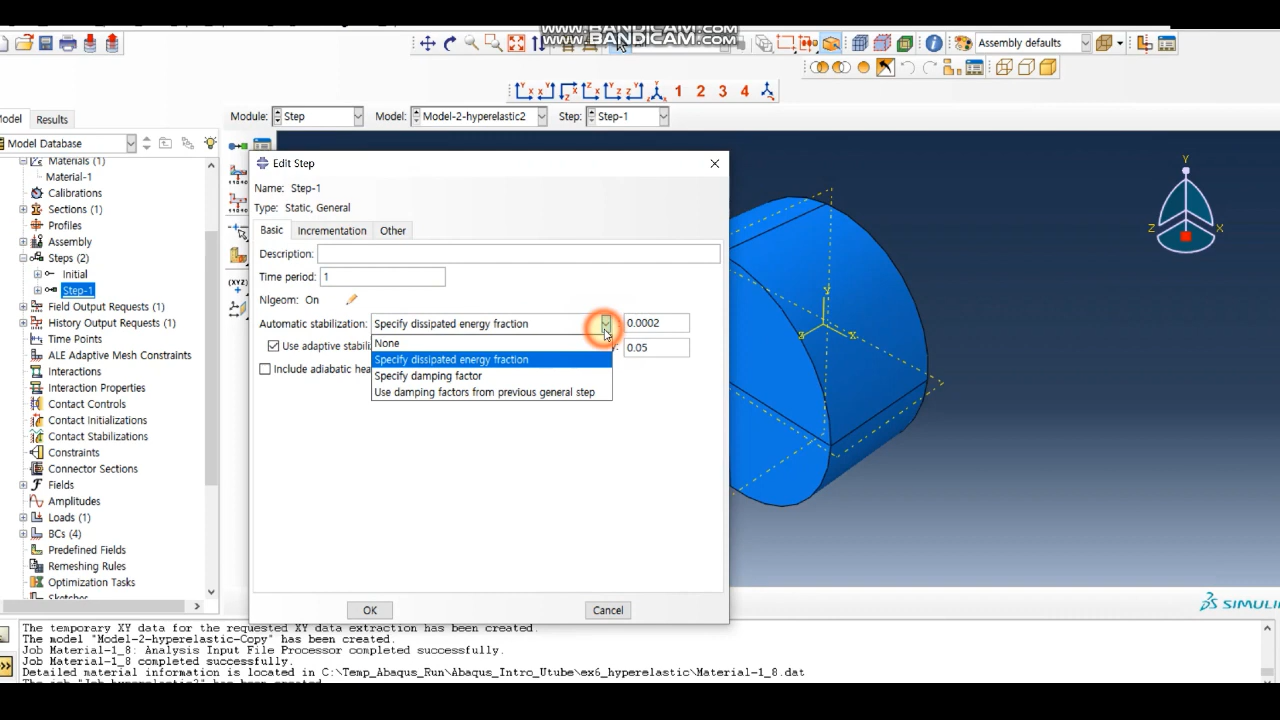 WWW.BANDICAM.COM
Assembly defaults
1 2 3 4
Model Results
Module: Step Model: Model-2-hyperelastic2 Step: Step-1
Model Database
Materials (1)
Material-1
Calibrations
Sections (1)
Profiles
Assembly
Steps (2)
Initial
Step-1
Field Output Requests (1)
History Output Requests (1)
Time Points
ALE Adaptive Mesh Constraints
Interactions
Interaction Properties
Contact Controls
Contact Initializations
Contact Stabilizations
Constraints
Connector Sections
Fields
Amplitudes
Loads (1)
BCs (4)
Predefined Fields
Remeshing Rules
Optimization Tasks
Sketches
Edit Step
Name: Step-1
Type: Static, General
Basic Incrementation Other
Description:
Time period: 1
Nlgeom: On
Automatic stabilization: Specify dissipated energy fraction 0.0002
Use adaptive stabili 0.05
Include adiabatic hea
None
Specify dissipated energy fraction
Specify damping factor
Use damping factors from previous general step
OK Cancel
Y
Z X
Y
Z X
SIMULI
The temporary XY data for the requested XY data extraction has been created.
The model "Model-2-hyperelastic-Copy" has been created.
Job Material-1_8: Analysis Input File Processor completed successfully.
Job Material-1_8 completed successfully.
Detailed material information is located in C:\Temp_Abaqus_Run\Abaqus_Intro_Utube\ex6_hyperelastic\Material-1_8.dat